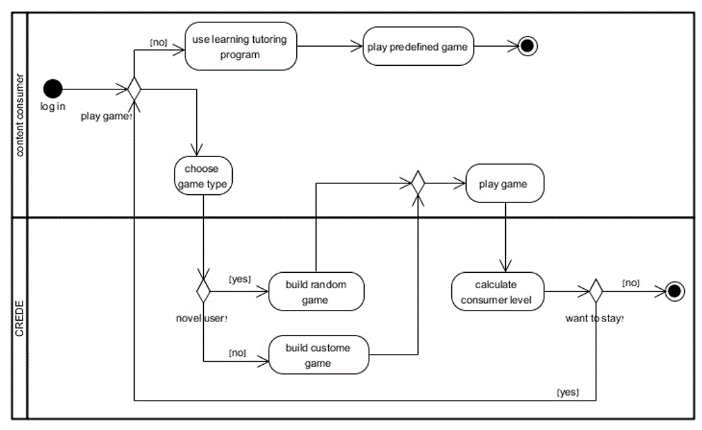 content consumer
log in
play game?
[no]
use learning tutoring
program
play predefined game
choose
game type
play game
CREDE
novel user?
[yes]
build random
game
[no]
build custome
game
calculate
consumer level
want to stay?
[no]
[yes]